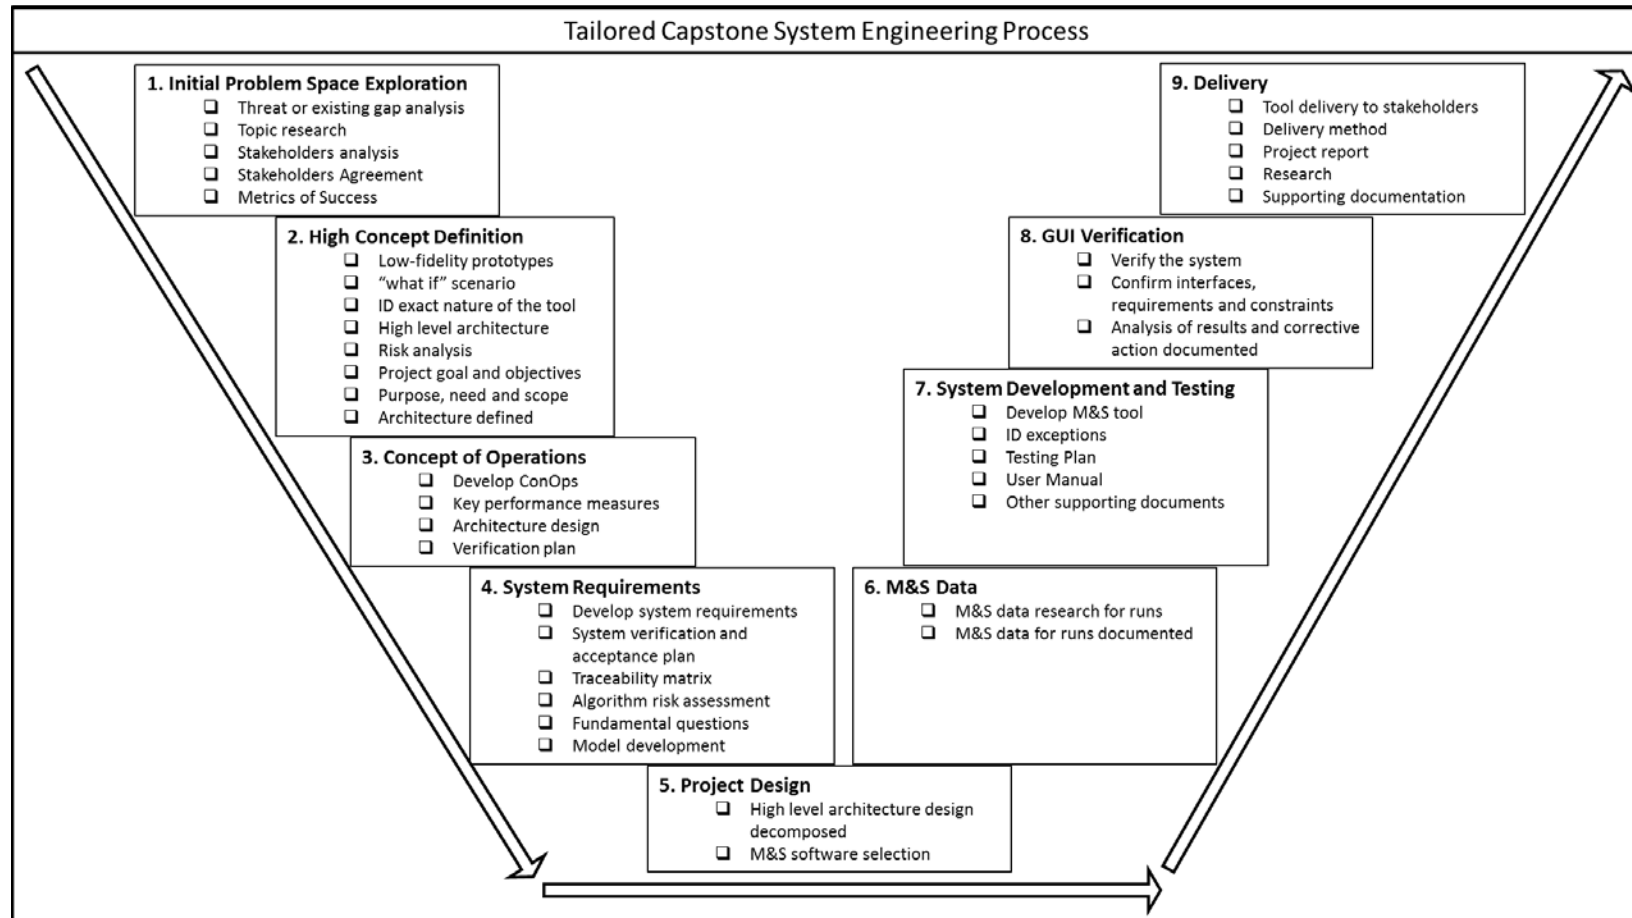 Tailored Capstone System Engineering Process
1. Initial Problem Space Exploration
Threat or existing gap analysis
Topic research
Stakeholders analysis
Stakeholders Agreement
Metrics of Success
2. High Concept Definition
Low-fidelity prototypes
“what if” scenario
ID exact nature of the tool
High level architecture
Risk analysis
Project goal and objectives
Purpose, need and scope
Architecture defined
3. Concept of Operations
Develop ConOps
Key performance measures
Architecture design
Verification plan
4. System Requirements
Develop system requirements
System verification and
acceptance plan
Traceability matrix
Algorithm risk assessment
Fundamental questions
Model development
5. Project Design
High level architecture design
decomposed
M&S software selection
6. M&S Data
M&S data research for runs
M&S data for runs documented
7. System Development and Testing
Develop M&S tool
ID exceptions
Testing Plan
User Manual
Other supporting documents
8. GUI Verification
Verify the system
Confirm interfaces,
requirements and constraints
Analysis of results and corrective
action documented
9. Delivery
Tool delivery to stakeholders
Delivery method
Project report
Research
Supporting documentation